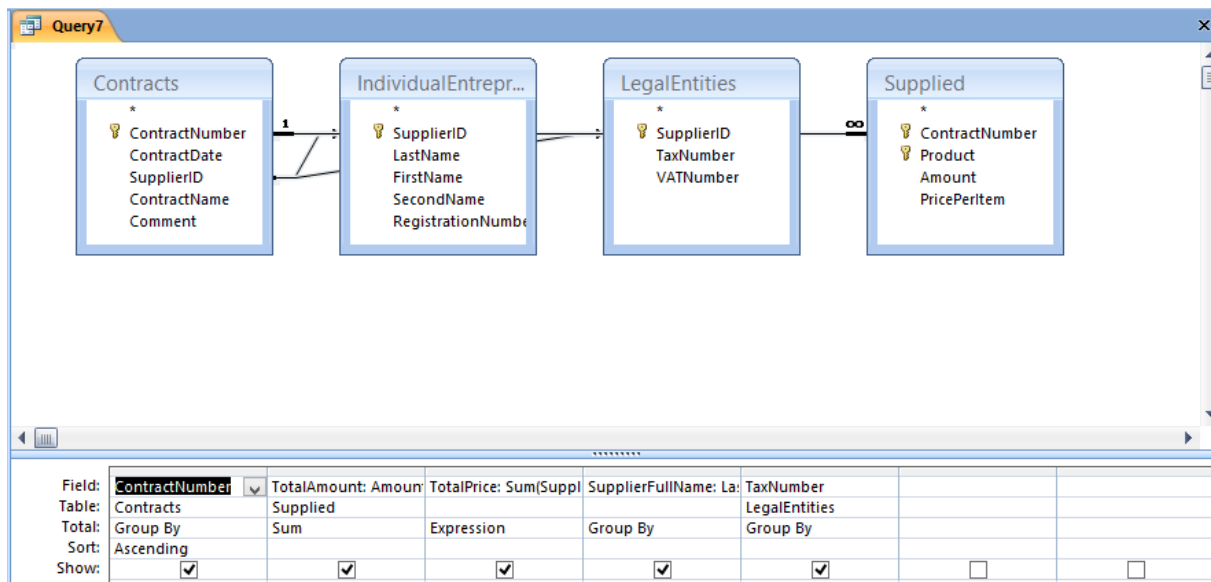 Query7
Contracts
*
ContractNumber
ContractDate
SupplierID
ContractName
Comment
IndividualEntrepr...
*
SupplierID
LastName
FirstName
SecondName
RegistrationNumbe
LegalEntities
*
SupplierID
TaxNumber
VATNumber
Supplied
*
ContractNumber
Product
Amount
PricePerItem
1
∞
Field: ContractNumber TotalAmount: Amoun TotalPrice: Sum(Suppl SupplierFullName: La TaxNumber
Table: Contracts Supplied LegalEntities
Total: Group By Sum Expression Group By Group By
Sort: Ascending
Show: